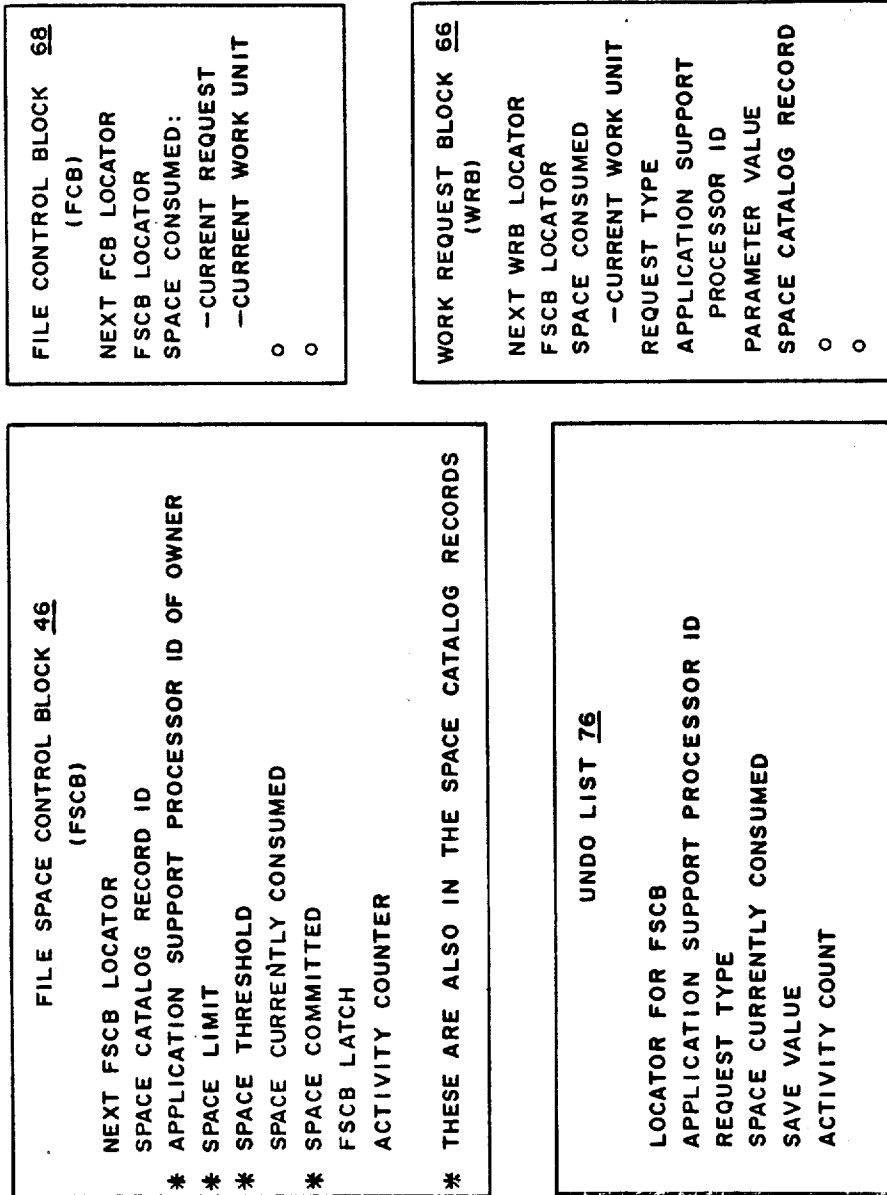 FILE SPACE CONTROL BLOCK 46
(FSCB)
NEXT FSCB LOCATOR
SPACE CATALOG RECORD ID
* APPLICATION SUPPORT PROCESSOR ID OF OWNER
* SPACE LIMIT
* SPACE THRESHOLD
SPACE CURRENTLY CONSUMED
* SPACE COMMITTED
FSCB LATCH
ACTIVITY COUNTER
* THESE ARE ALSO IN THE SPACE CATALOG RECORDS
FILE CONTROL BLOCK 68
(FCB)
NEXT FCB LOCATOR
FSCB LOCATOR
SPACE CONSUMED:
-CURRENT REQUEST
-CURRENT WORK UNIT
o
o
UNDO LIST 76
LOCATOR FOR FSCB
APPLICATION SUPPORT PROCESSOR ID
REQUEST TYPE
SPACE CURRENTLY CONSUMED
SAVE VALUE
ACTIVITY COUNT
WORK REQUEST BLOCK 66
(WRB)
NEXT WRB LOCATOR
FSCB LOCATOR
SPACE CONSUMED
-CURRENT WORK UNIT
REQUEST TYPE
APPLICATION SUPPORT
PROCESSOR ID
PARAMETER VALUE
SPACE CATALOG RECORD
o
o